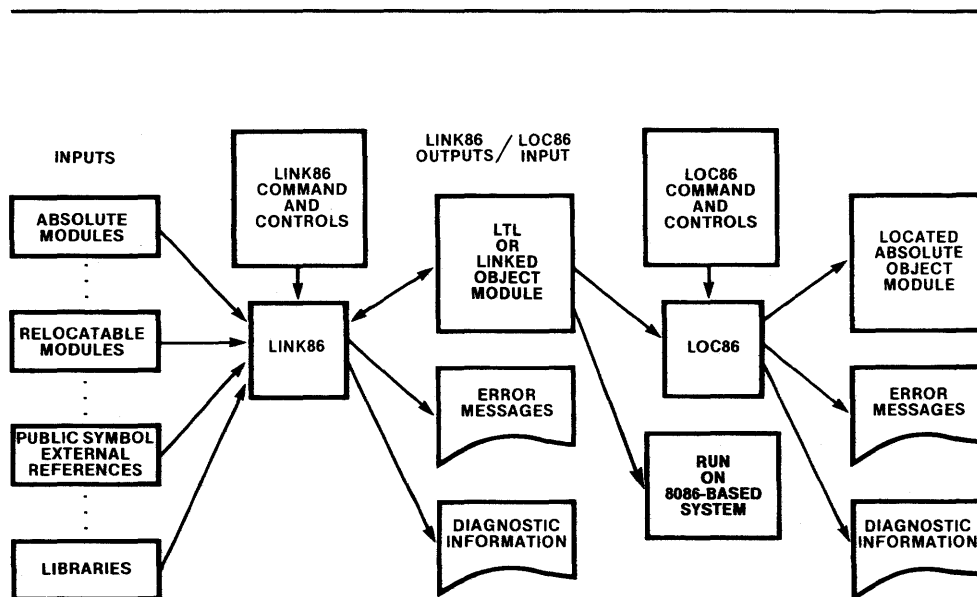 INPUTS
ABSOLUTE
MODULES
RELOCATABLE
MODULES
PUBLIC SYMBOL
EXTERNAL
REFERENCES
LIBRARIES
LINK86
COMMAND
AND
CONTROLS
LINK86
LINK86 / LOC86
OUTPUTS / INPUT
LTL
OR
LINKED
OBJECT
MODULE
ERROR
MESSAGES
DIAGNOSTIC
INFORMATION
LOC86
COMMAND
AND
CONTROLS
LOC86
RUN
ON
8086-BASED
SYSTEM
LOCATED
ABSOLUTE
OBJECT
MODULE
ERROR
MESSAGES
DIAGNOSTIC
INFORMATION